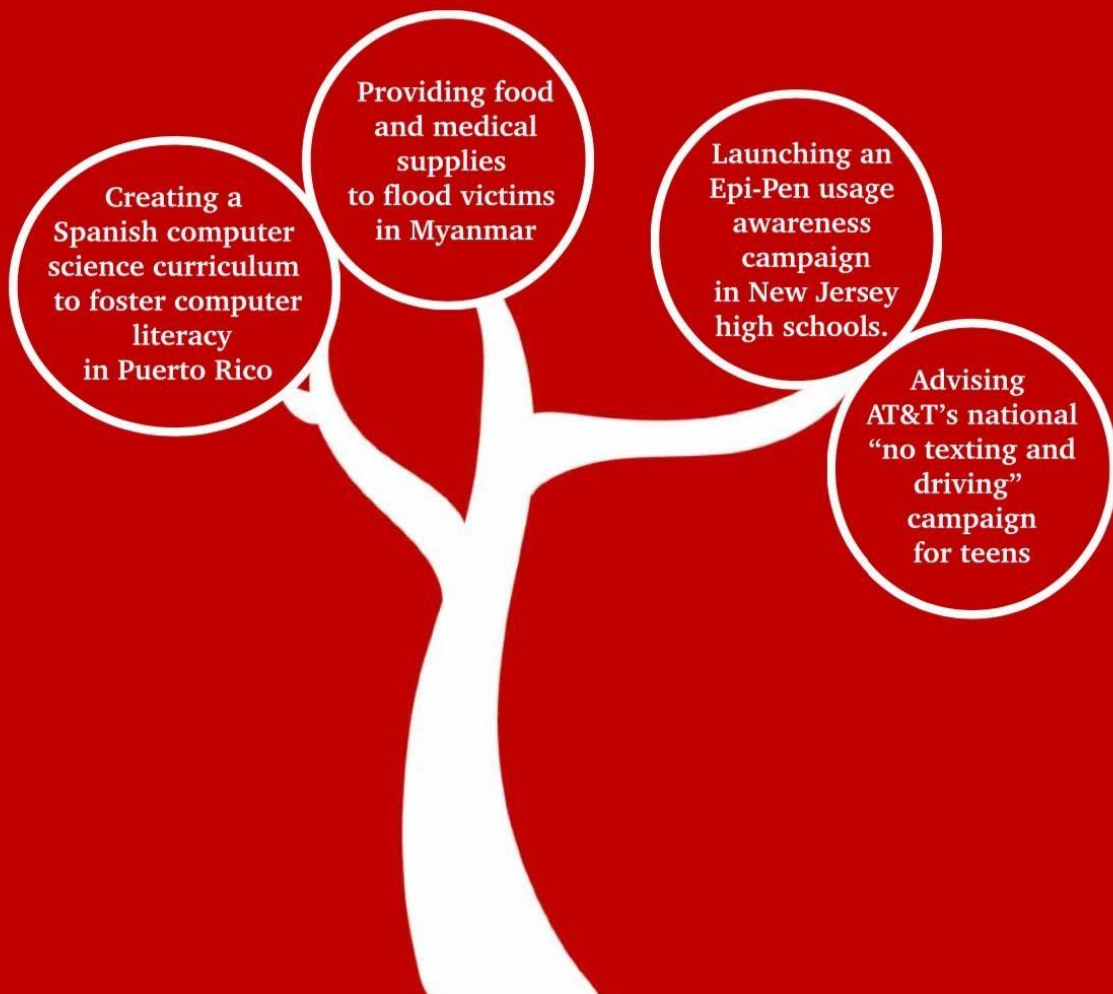 Creating a
Spanish computer
science curriculum
to foster computer
literacy
in Puerto Rico
Providing food
and medical
supplies
to flood victims
in Myanmar
Launching an
Epi-Pen usage
awareness
campaign
in New Jersey
high schools.
Advising
AT&T’s national
“no texting and
driving”
campaign
for teens